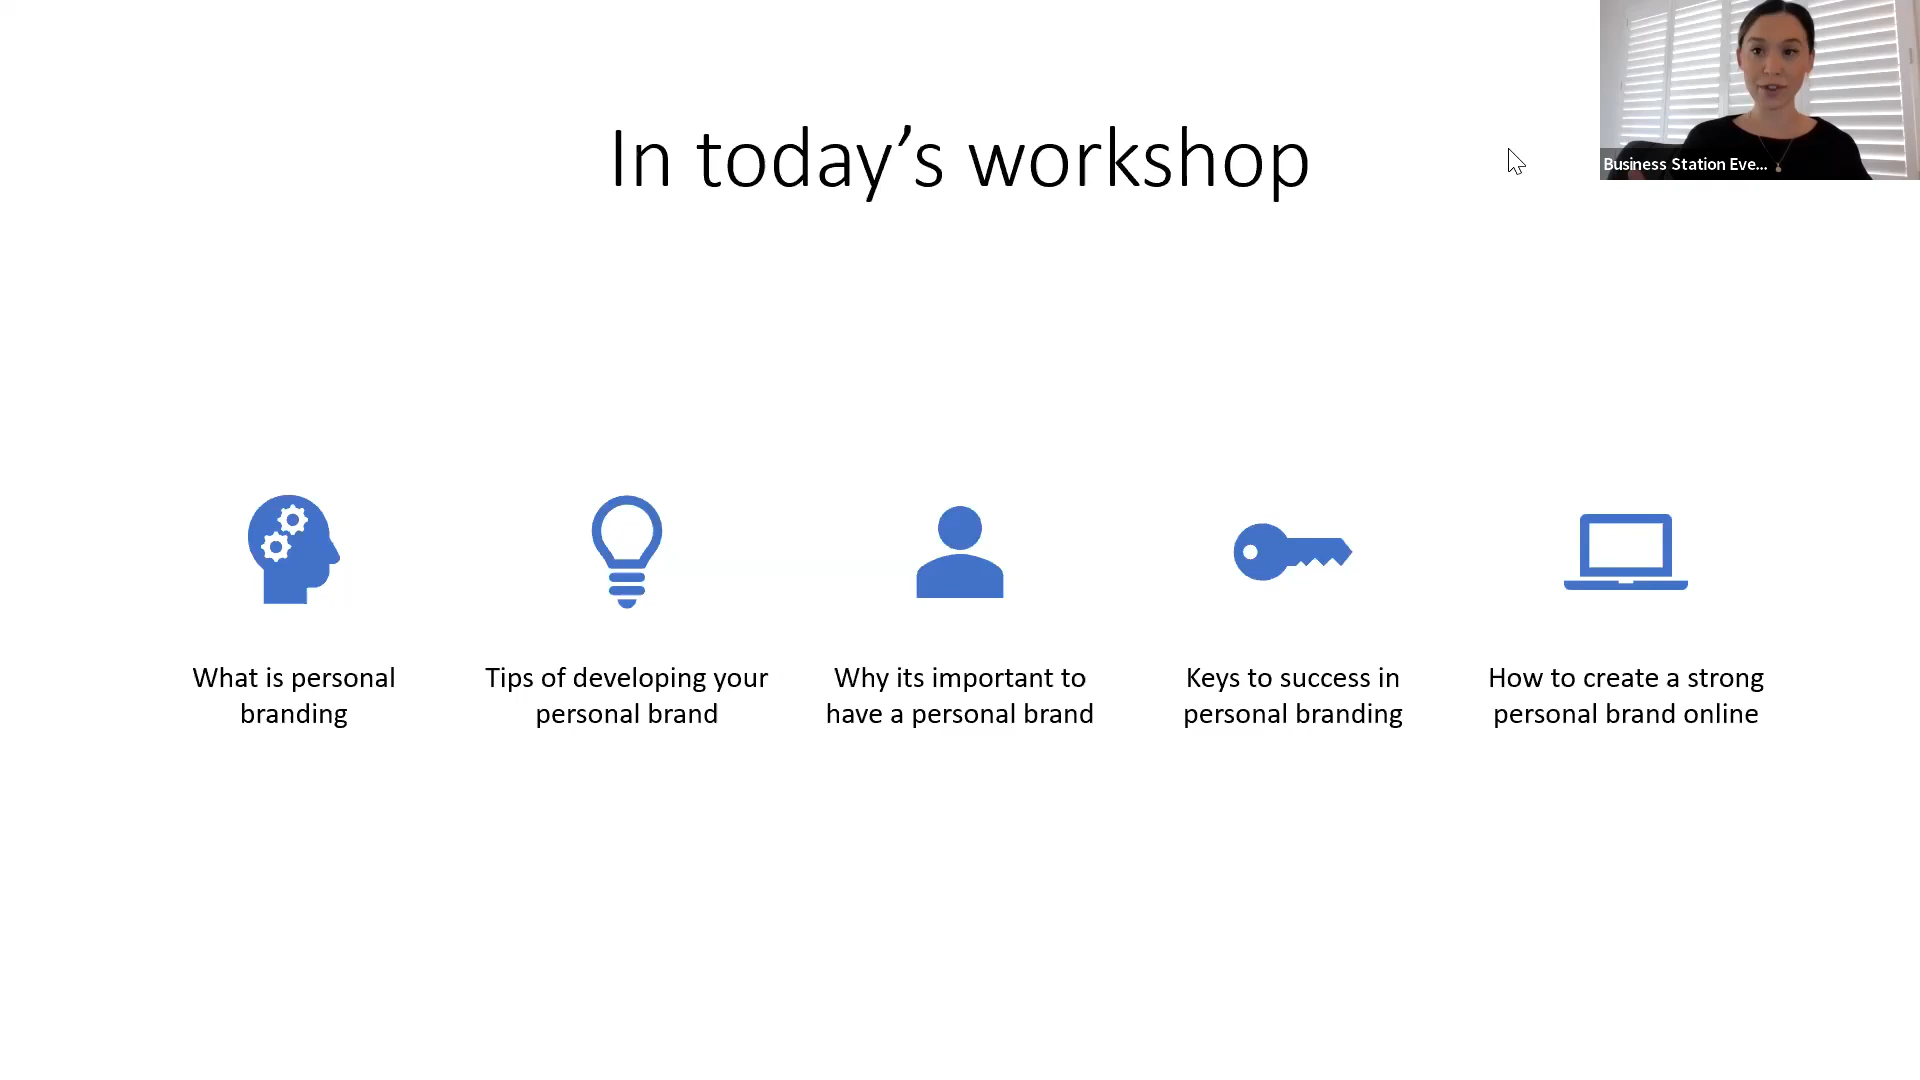 In today’s workshop
Business Station Eve...
What is personal
branding
Tips of developing your
personal brand
Why its important to
have a personal brand
Keys to success in
personal branding
How to create a strong
personal brand online